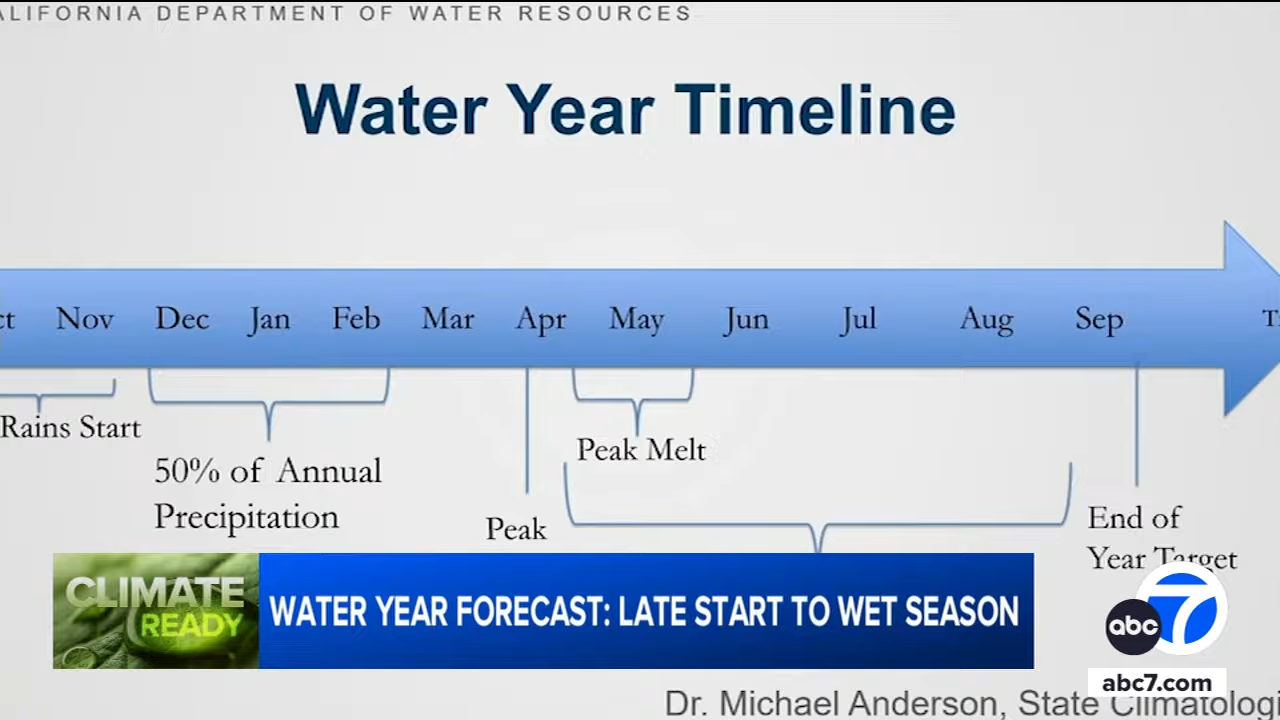 CALIFORNIA DEPARTMENT OF WATER RESOURCES
Water Year Timeline
Nov Dec Jan Feb Mar Apr May Jun Jul Aug Sep
Rains Start
50% of Annual
Precipitation
Peak
Peak Melt
End of
Year Target
CLIMATE
READY
WATER YEAR FORECAST: LATE START TO WET SEASON
abc 7
abc7.com
Dr. Michael Anderson, State